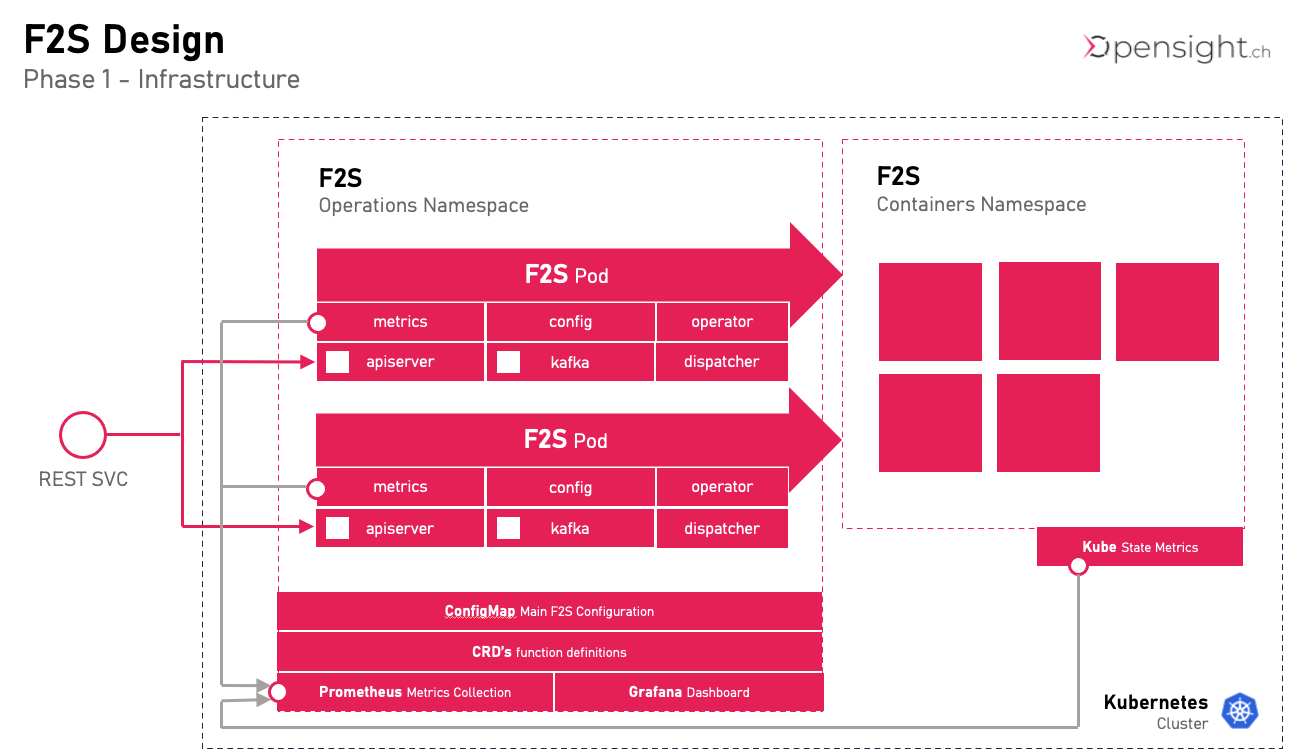 F2S Design
Phase 1 - Infrastructure
Opensight.ch
F2S
Operations Namespace
F2S Pod
metrics
config
operator
apiserver
kafka
dispatcher
F2S Pod
metrics
config
operator
apiserver
kafka
dispatcher
REST SVC
ConfigMap Main F2S Configuration
CRD's function definitions
Prometheus Metrics Collection
Grafana Dashboard
F2S
Containers Namespace
Kube State Metrics
Kubernetes
Cluster